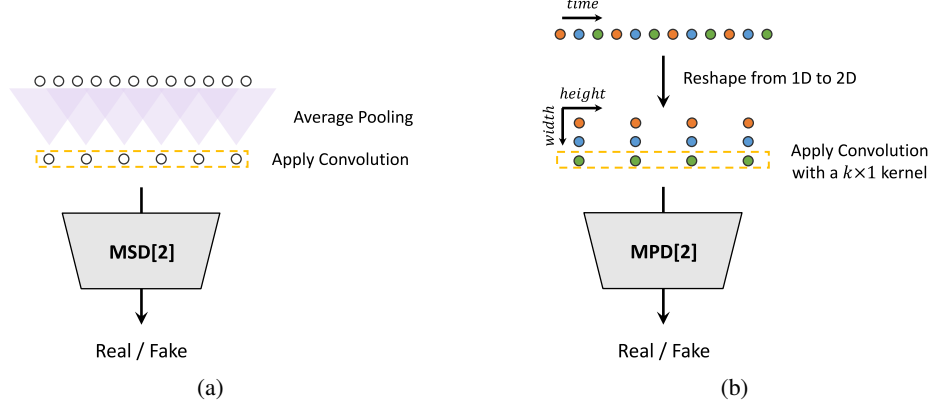 Average Pooling
Apply Convolution
MSD[2]
Real / Fake
(a)
time
Reshape from 1D to 2D
height
width
Apply Convolution
with a k×1 kernel
MPD[2]
Real / Fake
(b)